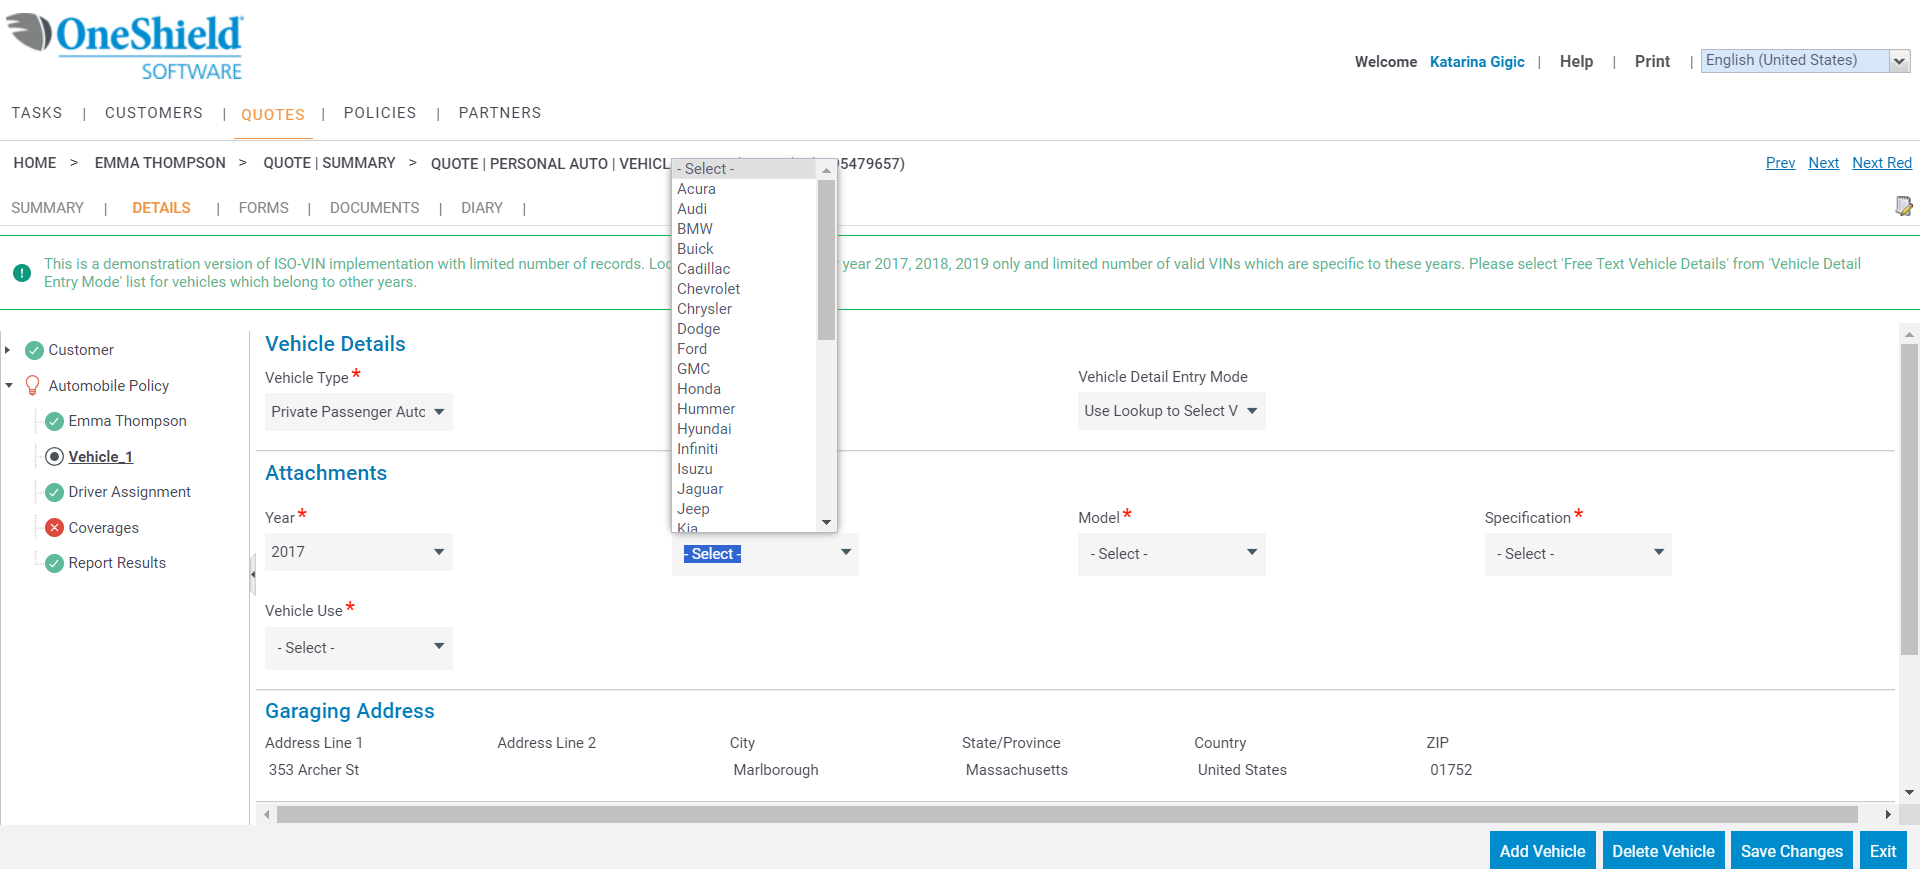 OneShield
SOFTWARE
Welcome Katarina Gigic | Help | Print | English (United States)
TASKS | CUSTOMERS | QUOTES | POLICIES | PARTNERS
HOME > EMMA THOMPSON > QUOTE | SUMMARY > QUOTE | PERSONAL AUTO | VEHICL 5479657)
Prev Next Next Red
SUMMARY | DETAILS | FORMS | DOCUMENTS | DIARY |
This is a demonstration version of ISO-VIN implementation with limited number of records. year 2017, 2018, 2019 only and limited number of valid VINs which are specific to these years. Please select 'Free Text Vehicle Details' from 'Vehicle Detail
Entry Mode' list for vehicles which belong to other years.
- Select -
Acura
Audi
BMW
Buick
Cadillac
Chevrolet
Chrysler
Dodge
Ford
GMC
Honda
Hummer
Hyundai
Infiniti
Isuzu
Jaguar
Jeep
Kia
Customer
Automobile Policy
Emma Thompson
Vehicle_1
Driver Assignment
Coverages
Report Results
Vehicle Details
Vehicle Type*
Vehicle Detail Entry Mode
Private Passenger Auto
Use Lookup to Select V
Attachments
Year* Model* Specification*
2017 - Select - - Select - - Select -
Vehicle Use*
- Select -
Garaging Address
Address Line 1 Address Line 2 City State/Province Country ZIP
353 Archer St Marlborough Massachusetts United States 01752
Add Vehicle Delete Vehicle Save Changes Exit